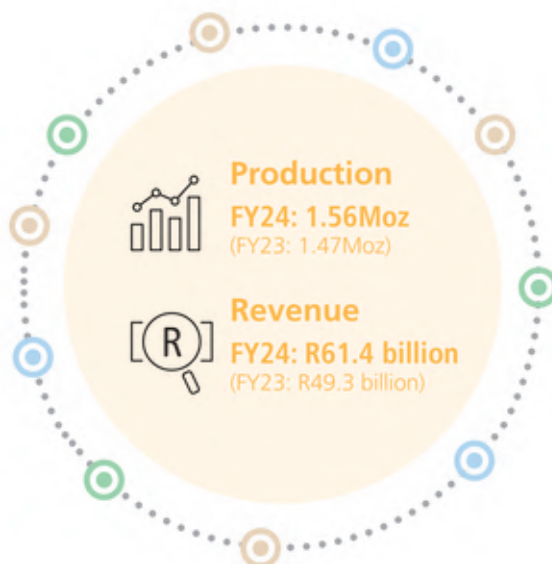 Production
FY24: 1.56Moz
(FY23: 1.47Moz)
R
Revenue
FY24: R61.4 billion
(FY23: R49.3 billion)